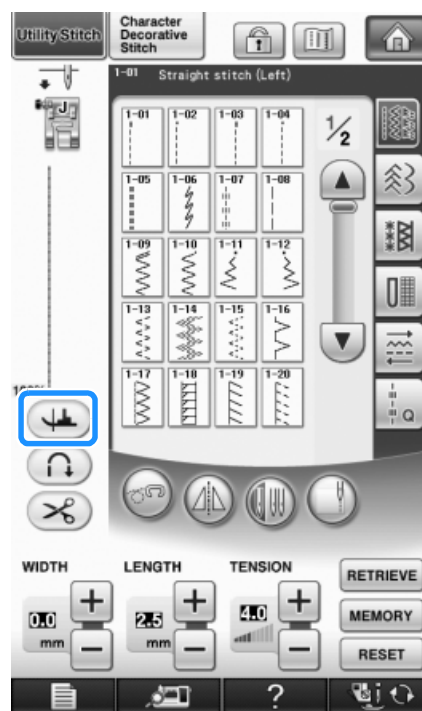 Utility Stitch
Character
Decorative
Stitch
1-01 Straight stitch (Left)
J
1-01 1-02 1-03 1-04
1/2
1-05 1-06 1-07 1-08
1-09 1-10 1-11 1-12
1-13 1-14 1-15 1-16
1-17 1-18 1-19 1-20
Q
WIDTH LENGTH TENSION
RETRIEVE
0.0 + 2.5 + 4.0 +
MEMORY
mm - mm - -
RESET
?